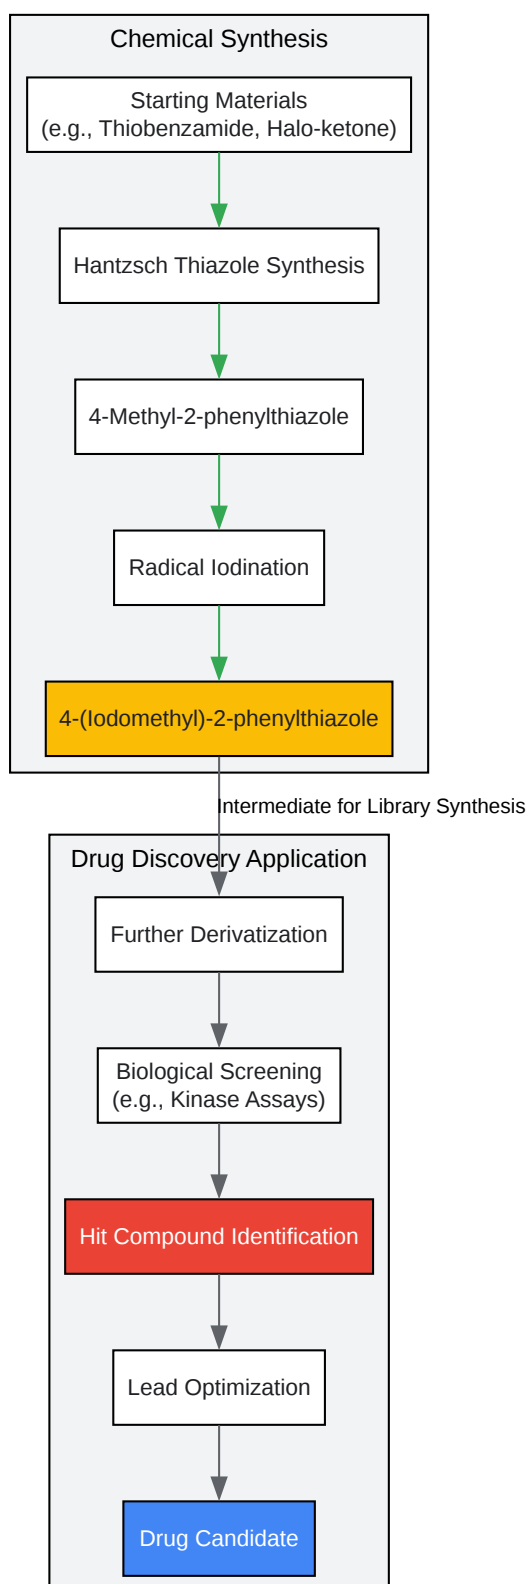 Chemical Synthesis
Starting Materials
(e.g., Thiobenzamide, Halo-ketone)
Hantzsch Thiazole Synthesis
4-Methyl-2-phenylthiazole
Radical Iodination
4-(Iodomethyl)-2-phenylthiazole
Intermediate for Library Synthesis
Drug Discovery Application
Further Derivatization
Biological Screening
(e.g., Kinase Assays)
Hit Compound Identification
Lead Optimization
Drug Candidate